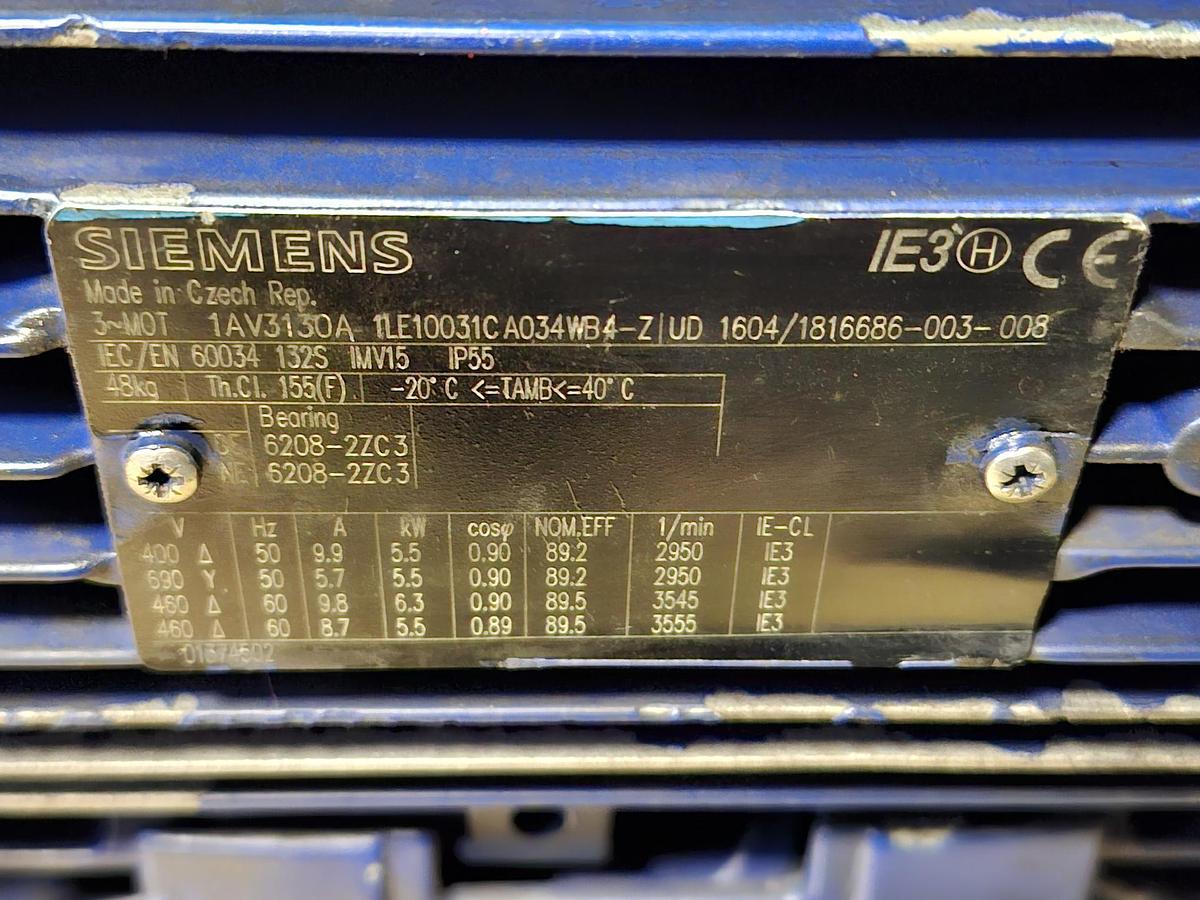 SIEMENS IE3 H CE
Made in Czech Rep.
3~MOT 1AV3130A 1LE10031CA034WB4-Z UD 1604/1816686-003-008
IEC/EN 60034 132S IMV15 IP55
48kg Th.Cl. 155(F) -20°C <=TAMB<=40°C
Bearing
6208-2ZC3
NE 6208-2ZC3
V Hz A kW cosφ NOM.EFF 1/min IE-CL
400 Δ 50 9.9 5.5 0.90 89.2 2950 IE3
690 Y 50 5.7 5.5 0.90 89.2 2950 IE3
460 Δ 60 9.8 6.3 0.90 89.5 3545 IE3
460 Δ 60 8.7 5.5 0.89 89.5 3555 IE3